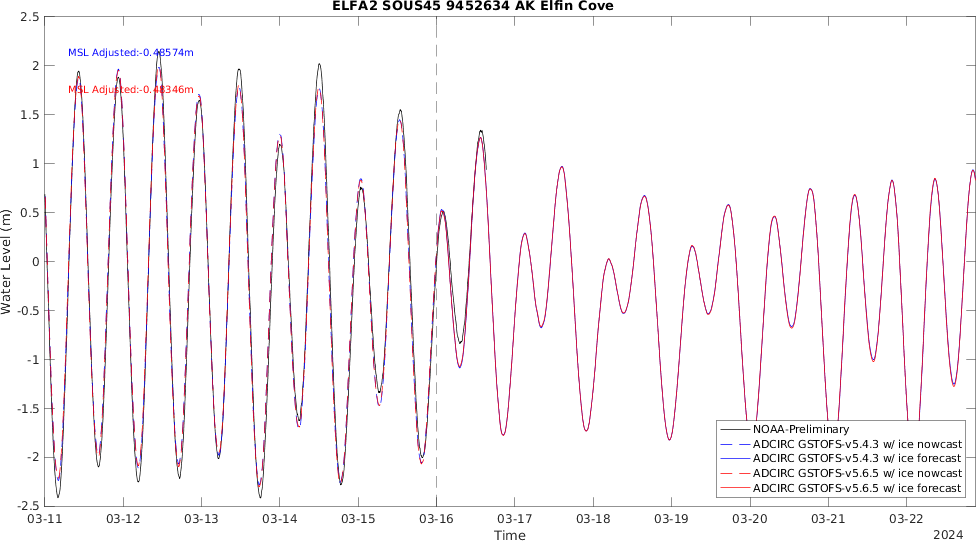 ELFA2 SOUS45 9452634 AK Elfin Cove
2.5
2
1.5
1
0.5
0
-0.5
-1
-1.5
-2
-2.5
Water Level (m)
MSL Adjusted:-0.48574m
MSL Adjusted:-0.48346m
NOAA-Preliminary
ADCIRC GSTOFS-v5.4.3 w/ ice nowcast
ADCIRC GSTOFS-v5.4.3 w/ ice forecast
ADCIRC GSTOFS-v5.6.5 w/ ice nowcast
ADCIRC GSTOFS-v5.6.5 w/ ice forecast
03-11 03-12 03-13 03-14 03-15 03-16 03-17 03-18 03-19 03-20 03-21 03-22
Time
2024